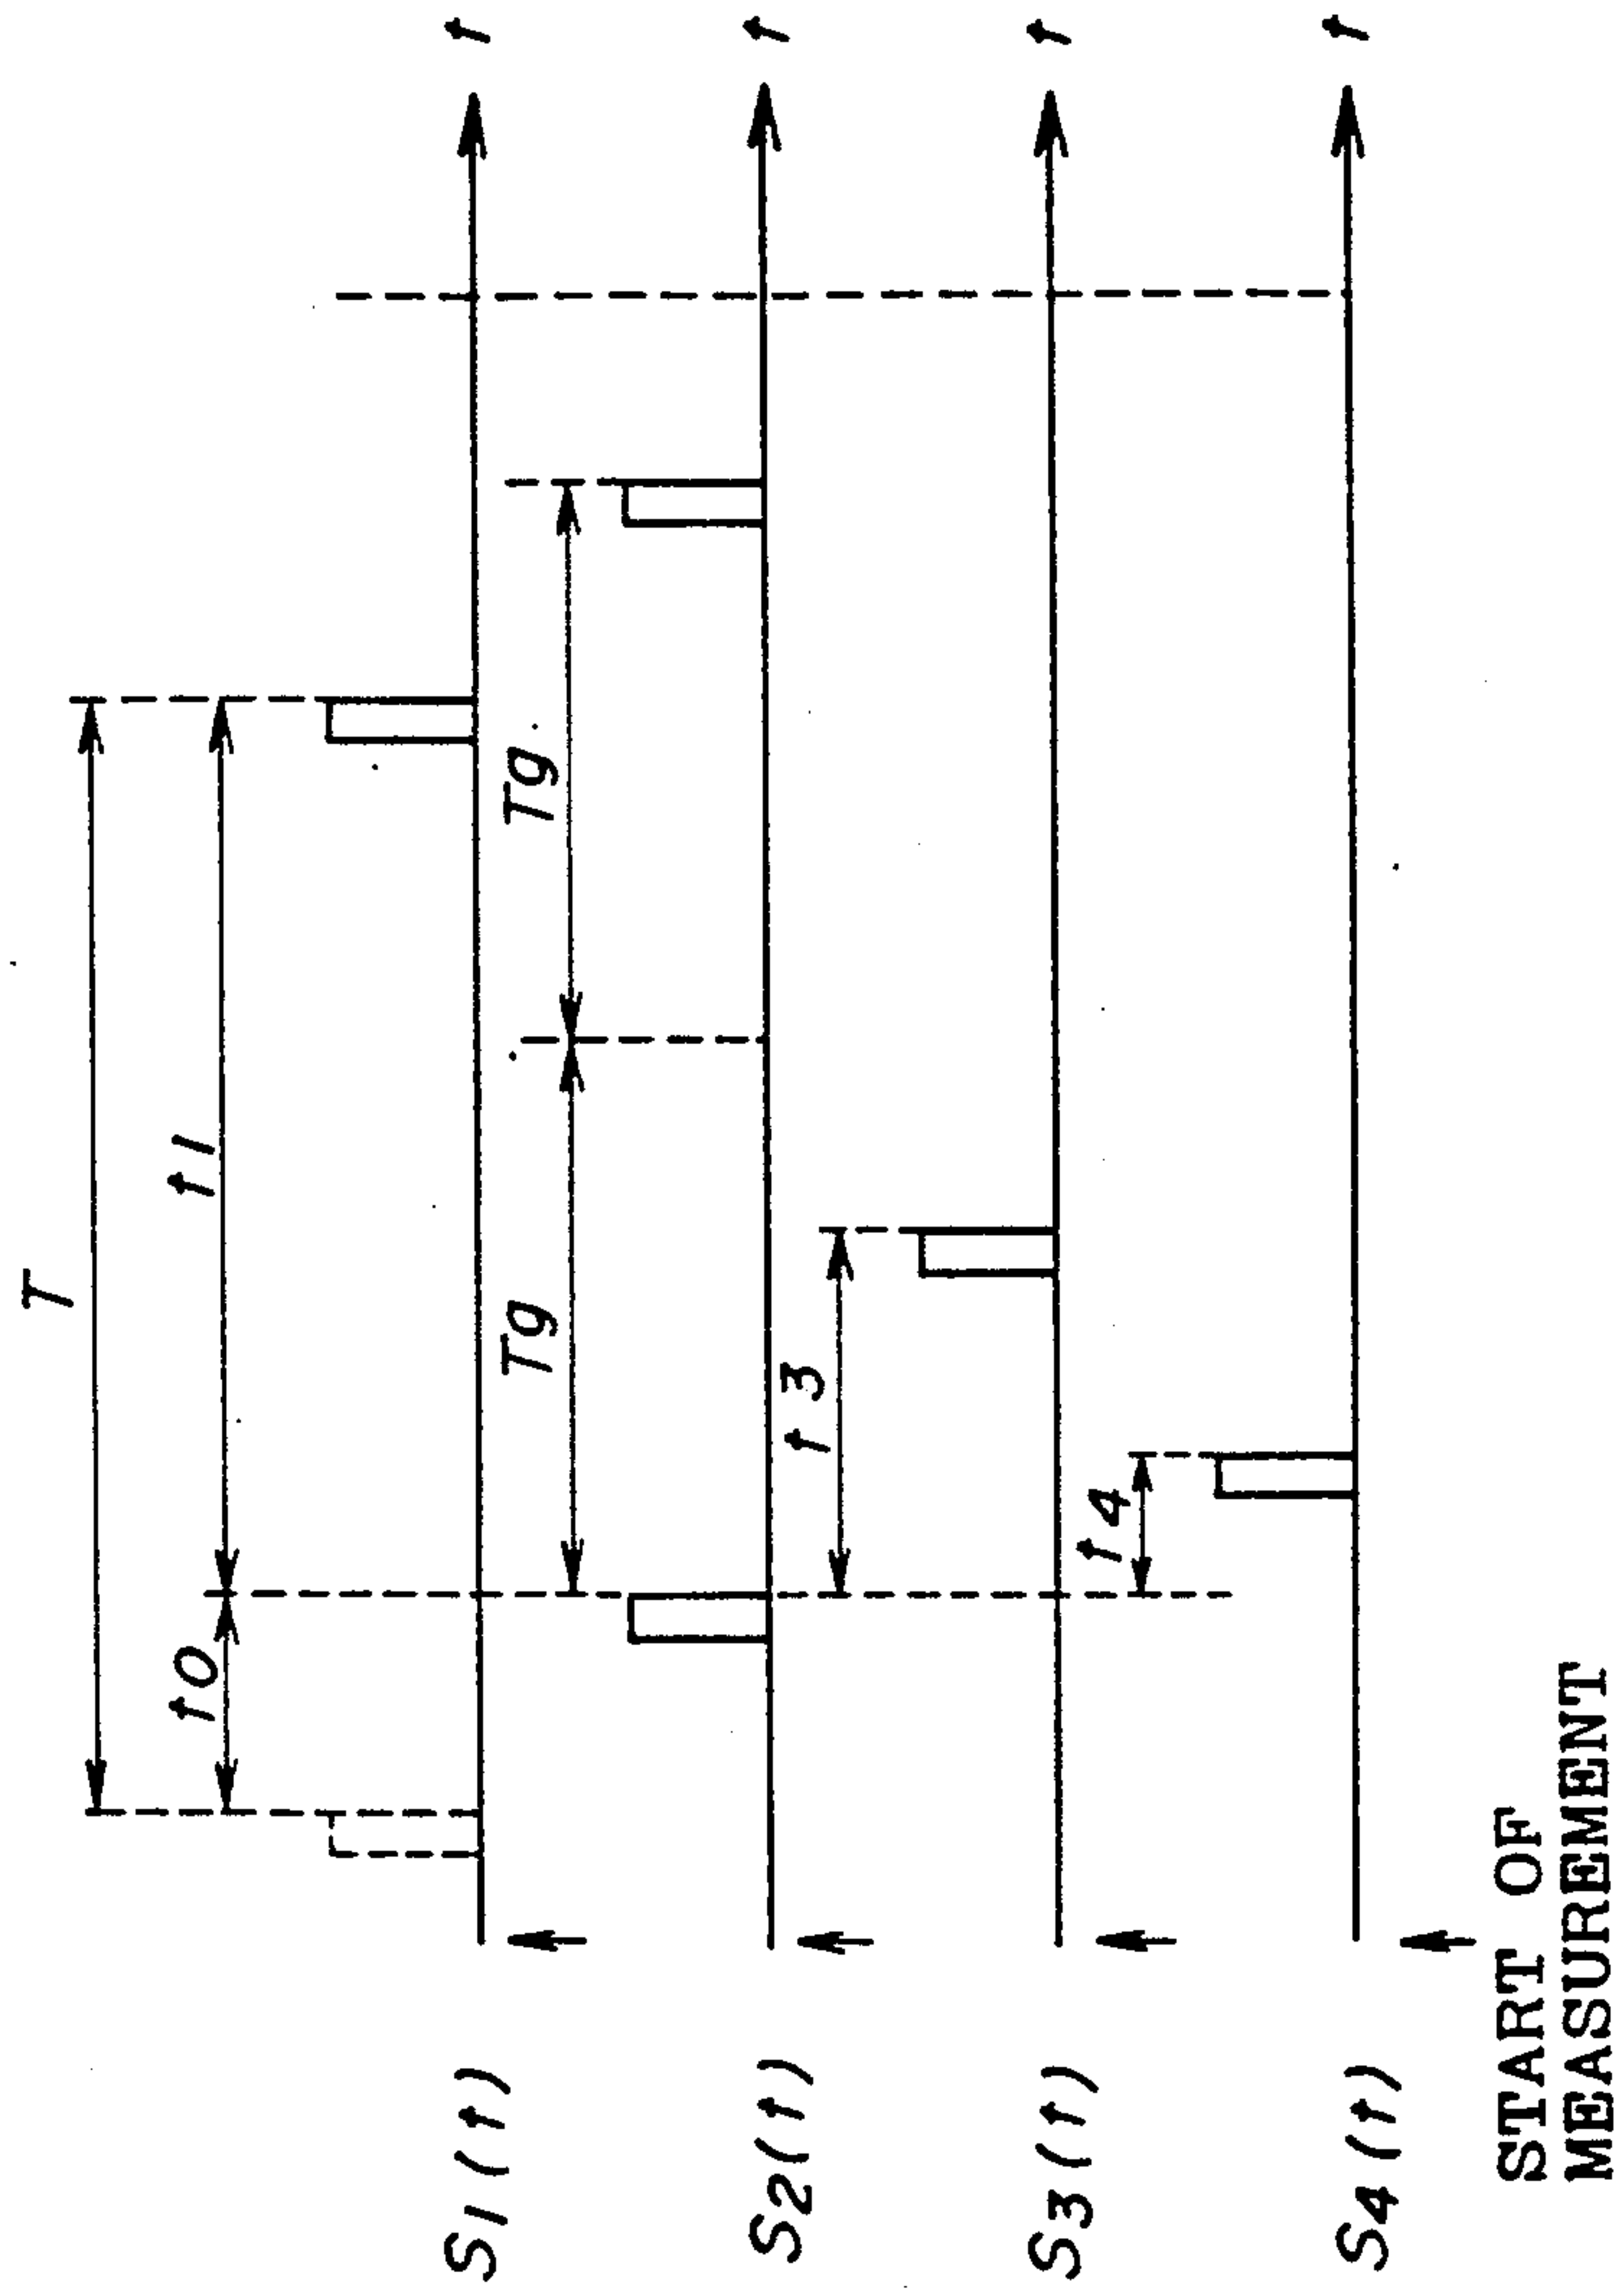 T
t0
t1
S1(t)
t
Tg
Tg
S2(t)
t
t3
S3(t)
t
t4
S4(t)
t
START OF
MEASUREMENT